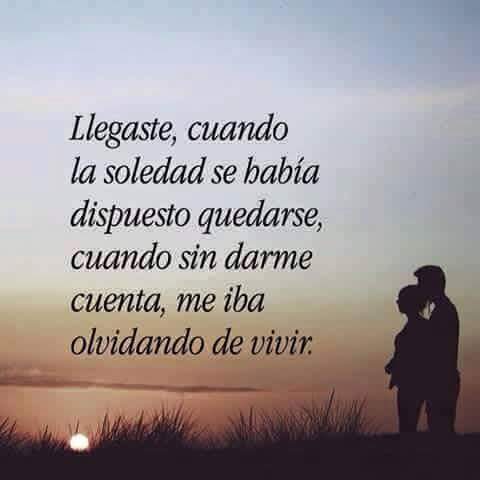 Llegaste, cuando
la soledad se había
dispuesto quedarse,
cuando sin darme
cuenta, me iba
olvidando de vivir.